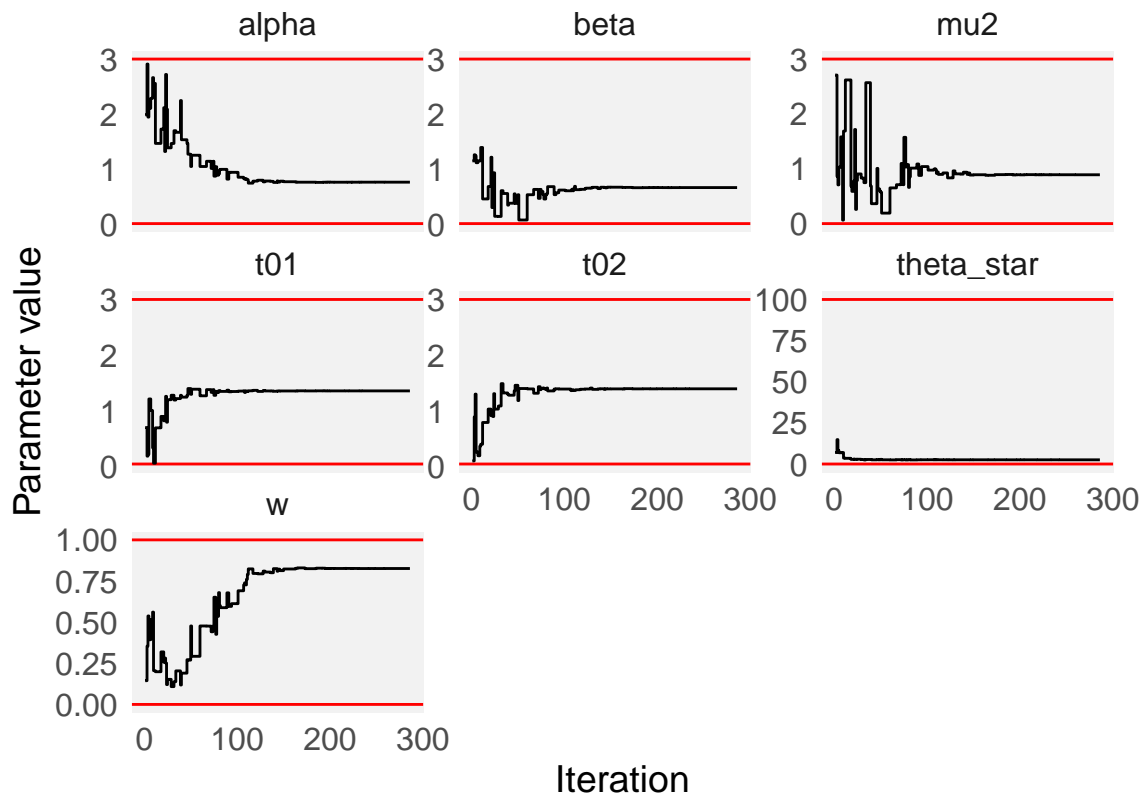 alpha beta mu2
3 3 3
2 2 2
1 1 1
0 0 0
t01 t02 theta_star
3 3 100
2 2 75
50
1 1 25
0 0 0
0 100 200 300 0 100 200 300
w
1.00
0.75
0.50
0.25
0.00
0 100 200 300
Parameter value
Iteration